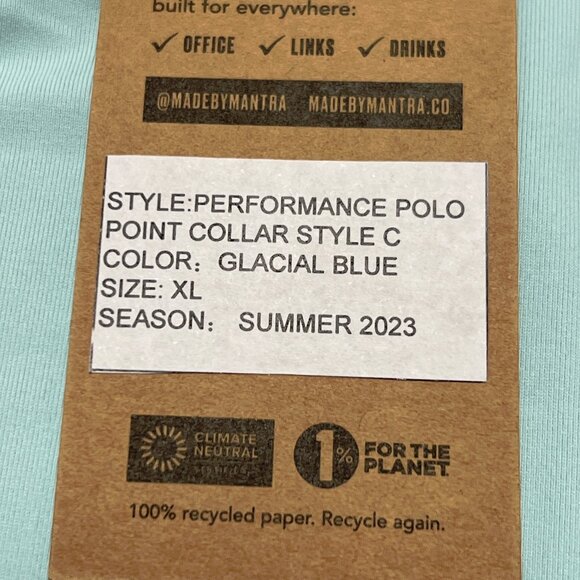 built for everywhere:
✓ OFFICE ✓ LINKS ✓ DRINKS
@MADEBYMANTRA MADEBYMANTRA.CO
STYLE:PERFORMANCE POLO
POINT COLLAR STYLE C
COLOR: GLACIAL BLUE
SIZE: XL
SEASON: SUMMER 2023
CLIMATE
NEUTRAL
CERTIFIED
1% FOR THE
PLANET
100% recycled paper. Recycle again.